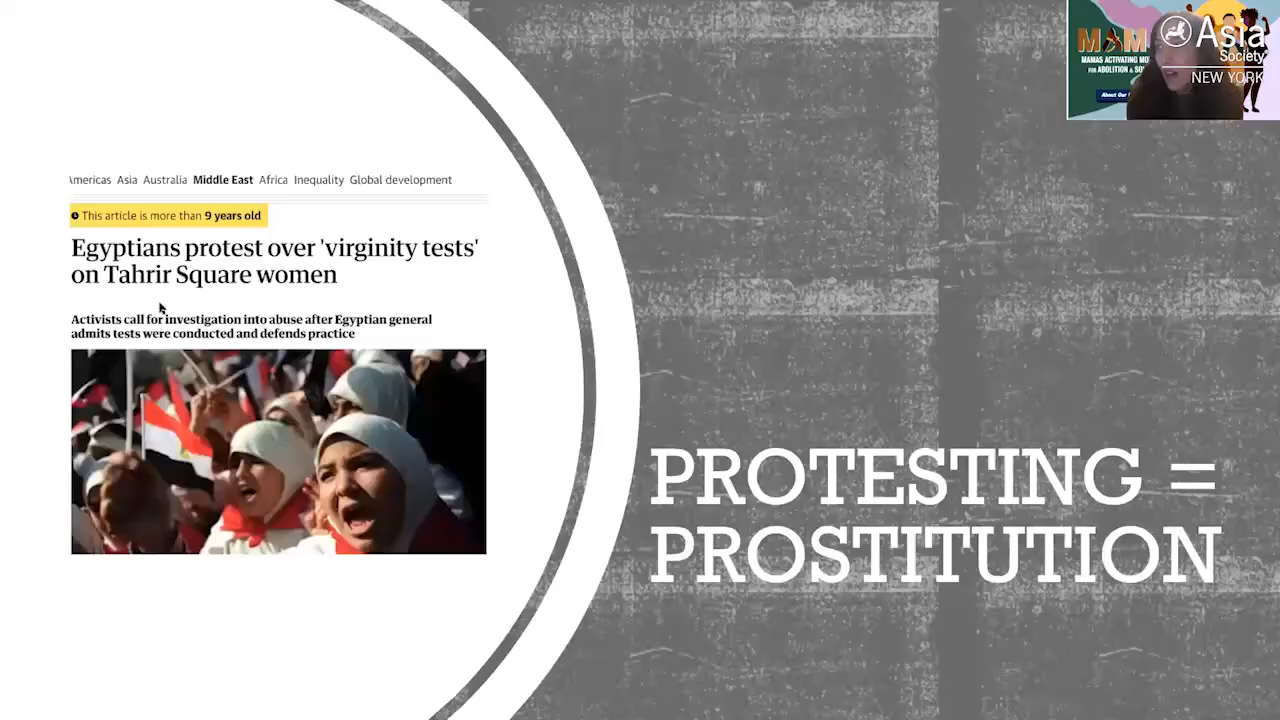 Americas Asia Australia Middle East Africa Inequality Global development
This article is more than 9 years old
Egyptians protest over 'virginity tests'
on Tahrir Square women
Activists call for investigation into abuse after Egyptian general
admits tests were conducted and defends practice
PROTESTING =
PROSTITUTION
MAM
MAMAS ACTIVATING
FOR ABOLITION &
About Our
Asia
Society
NEW YORK